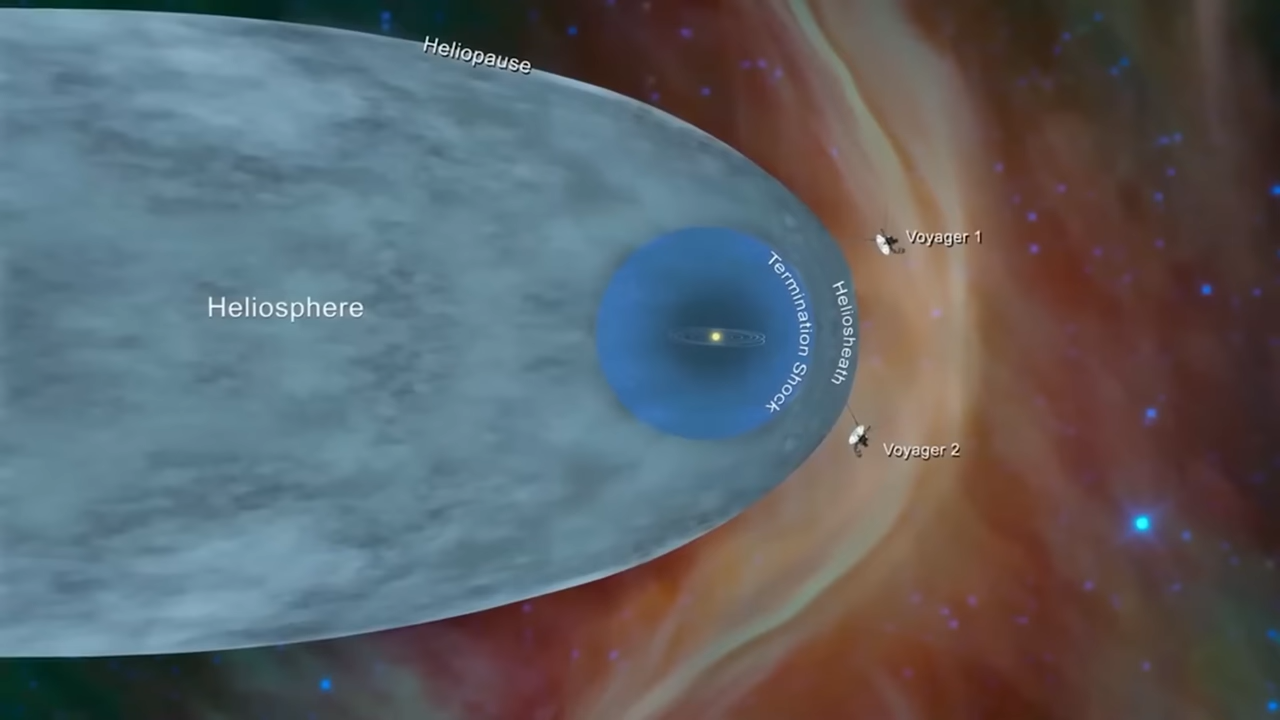 Heliopause
Voyager 1
Heliosphere
Termination Shock
Heliosheath
Voyager 2